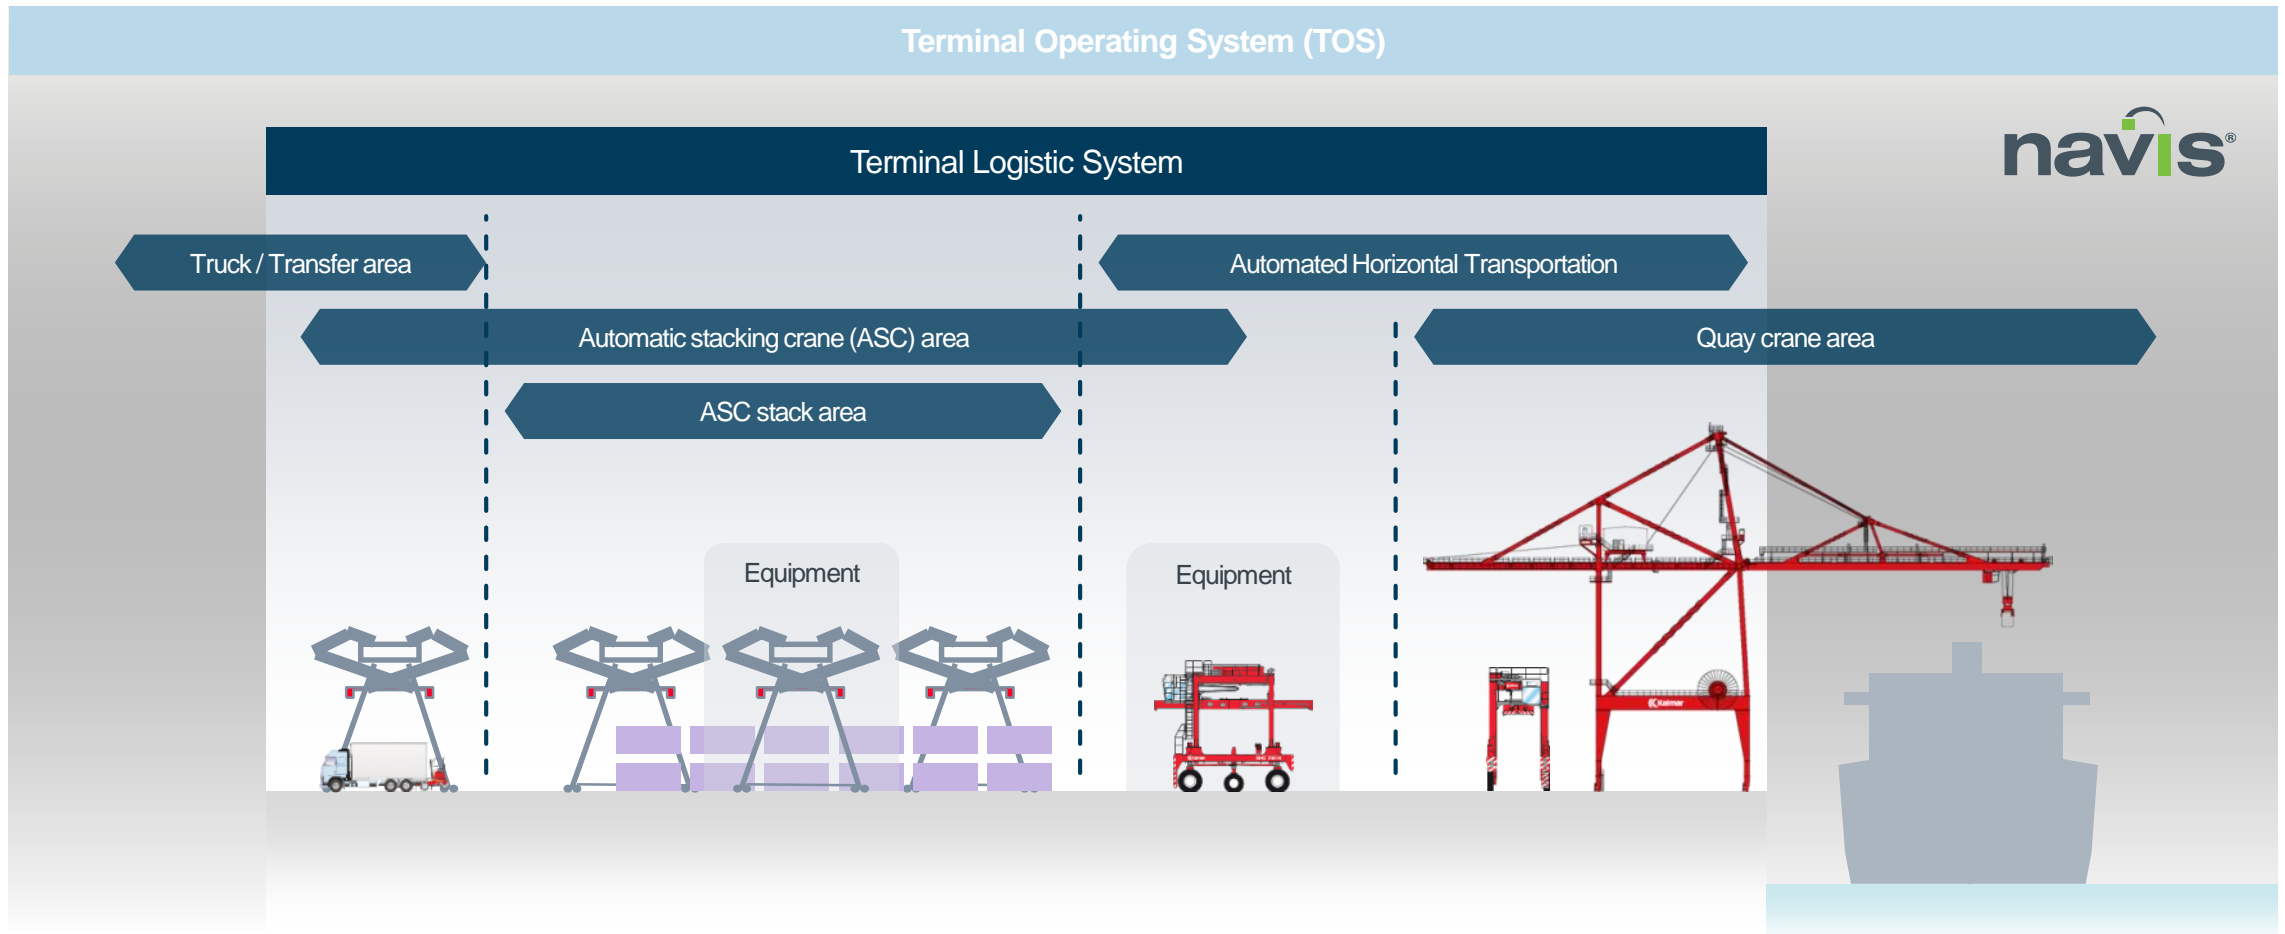 Terminal Operating System (TOS)
navis®
Terminal Logistic System
Truck / Transfer area
Automated Horizontal Transportation
Automatic stacking crane (ASC) area
Quay crane area
ASC stack area
Equipment
Equipment
Kalmar